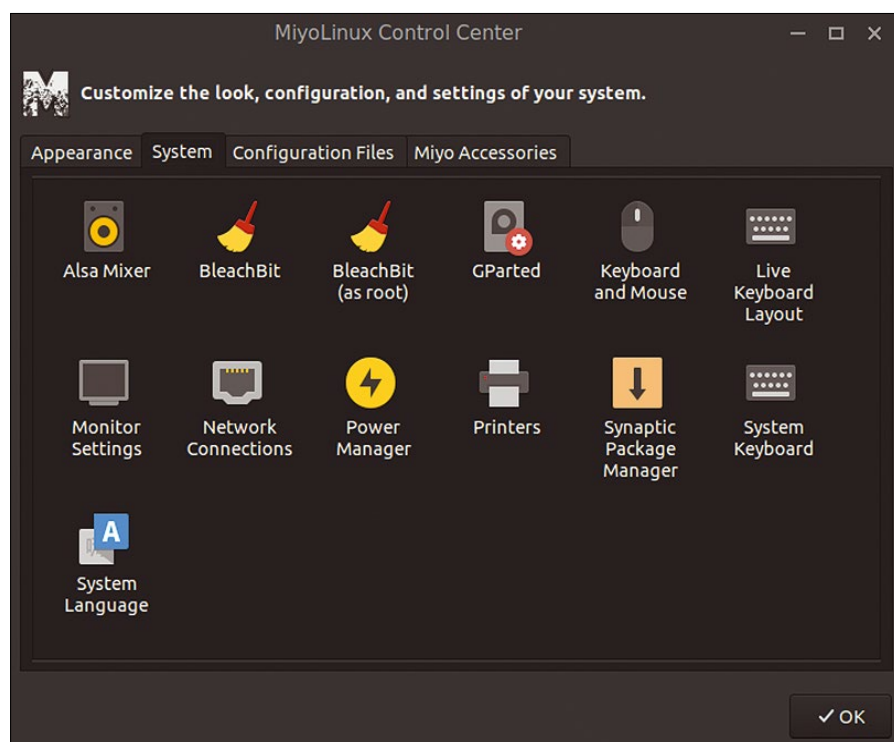 MiyoLinux Control Center
M
Customize the look, configuration, and settings of your system.
Appearance System Configuration Files Miyo Accessories
Alsa Mixer
BleachBit
BleachBit
(as root)
GParted
Keyboard
and Mouse
Live
Keyboard
Layout
Monitor
Settings
Network
Connections
Power
Manager
Printers
Synaptic
Package
Manager
System
Keyboard
A
System
Language
OK